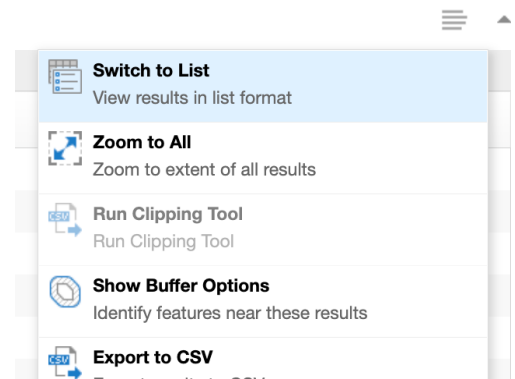 Switch to List
View results in list format
Zoom to All
Zoom to extent of all results
CSV
Run Clipping Tool
Run Clipping Tool
Show Buffer Options
Identify features near these results
CSV
Export to CSV